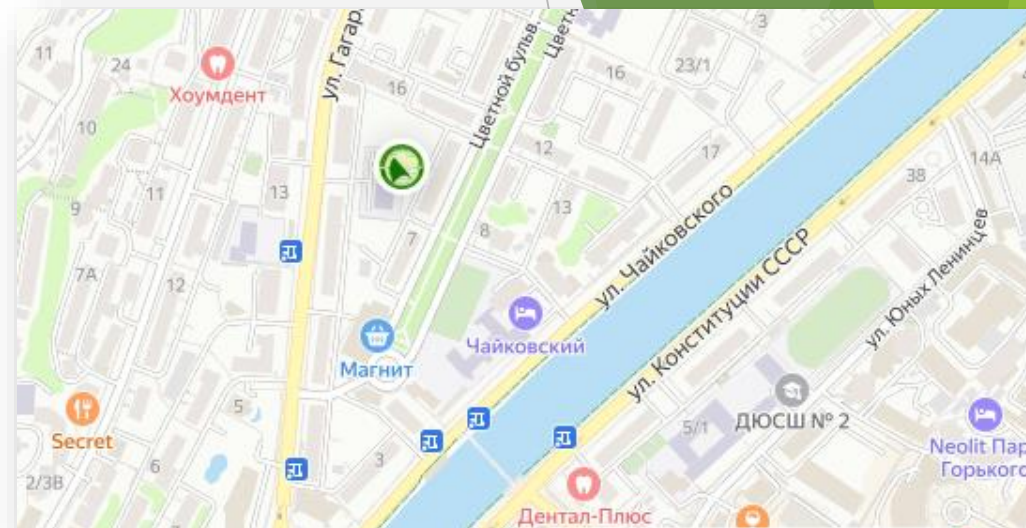 11
24
Хоумдент
ул. Гагар
16
Цветной бульв.
Цветн
3
23/1
16
10
12
17
14А
11
13
38
9
13
8
7
ул. Чайковского
7А
12
ул. Конституции СССР
ул. Юных Ленинцев
Чайковский
Магнит
5
Secret
5/1
ДЮСШ № 2
Neolit Пар
Горького
3
6
2/3В
Дентал-Плюс